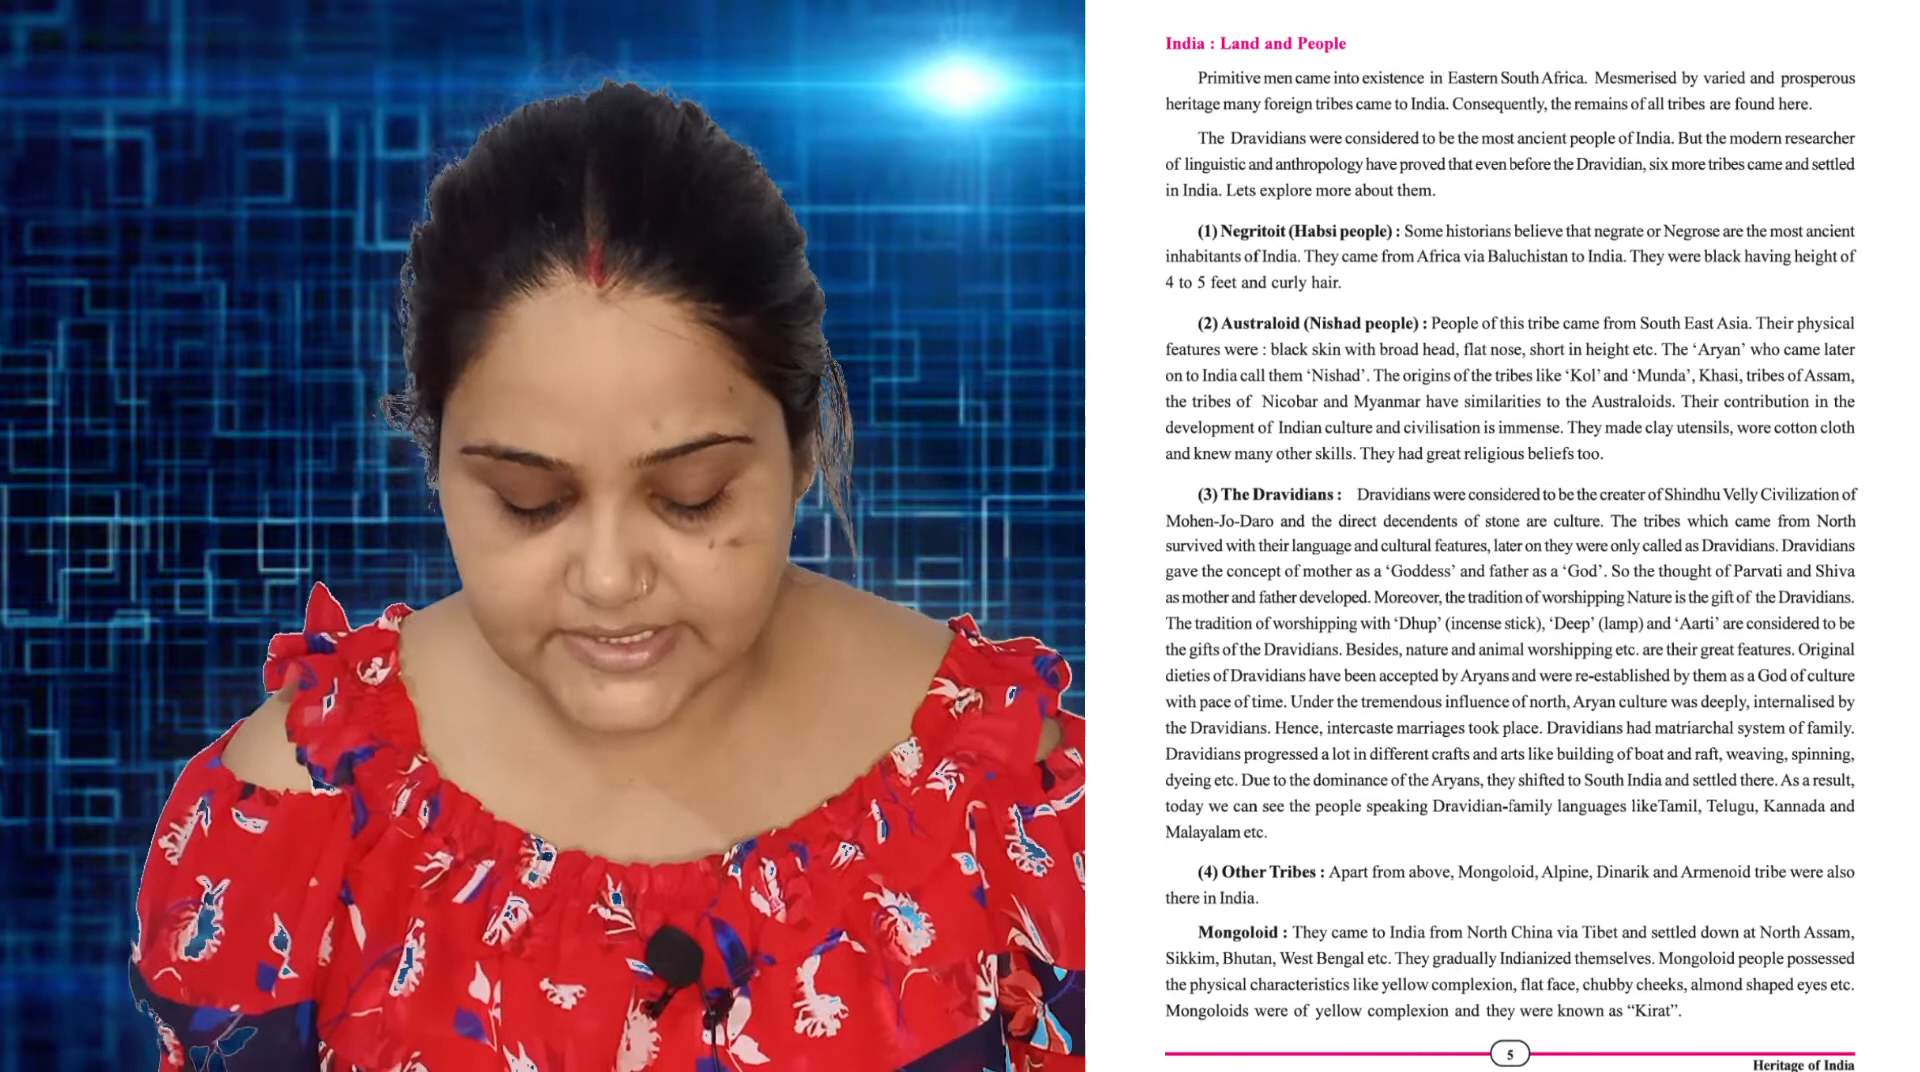 India : Land and People
Primitive men came into existence in Eastern South Africa. Mesmerised by varied and prosperous
heritage many foreign tribes came to India. Consequently, the remains of all tribes are found here.
The Dravidians were considered to be the most ancient people of India. But the modern researcher
of linguistic and anthropology have proved that even before the Dravidian, six more tribes came and settled
in India. Lets explore more about them.
(1) Negritoit (Habsi people) : Some historians believe that negrate or Negrose are the most ancient
inhabitants of India. They came from Africa via Baluchistan to India. They were black having height of
4 to 5 feet and curly hair.
(2) Australoid (Nishad people) : People of this tribe came from South East Asia. Their physical
features were : black skin with broad head, flat nose, short in height etc. The ‘Aryan’ who came later
on to India call them ‘Nishad’. The origins of the tribes like ‘Kol’ and ‘Munda’, Khasi, tribes of Assam,
the tribes of Nicobar and Myanmar have similarities to the Australoids. Their contribution in the
development of Indian culture and civilisation is immense. They made clay utensils, wore cotton cloth
and knew many other skills. They had great religious beliefs too.
(3) The Dravidians : Dravidians were considered to be the creater of Shindhu Velly Civilization of
Mohen-Jo-Daro and the direct decendents of stone are culture. The tribes which came from North
survived with their language and cultural features, later on they were only called as Dravidians. Dravidians
gave the concept of mother as a ‘Goddess’ and father as a ‘God’. So the thought of Parvati and Shiva
as mother and father developed. Moreover, the tradition of worshipping Nature is the gift of the Dravidians.
The tradition of worshipping with ‘Dhup’ (incense stick), ‘Deep’ (lamp) and ‘Aarti’ are considered to be
the gifts of the Dravidians. Besides, nature and animal worshipping etc. are their great features. Original
dieties of Dravidians have been accepted by Aryans and were re-established by them as a God of culture
with pace of time. Under the tremendous influence of north, Aryan culture was deeply, internalised by
the Dravidians. Hence, intercaste marriages took place. Dravidians had matriarchal system of family.
Dravidians progressed a lot in different crafts and arts like building of boat and raft, weaving, spinning,
dyeing etc. Due to the dominance of the Aryans, they shifted to South India and settled there. As a result,
today we can see the people speaking Dravidian-family languages like Tamil, Telugu, Kannada and
Malayalam etc.
(4) Other Tribes : Apart from above, Mongoloid, Alpine, Dinarik and Armenoid tribe were also
there in India.
Mongoloid : They came to India from North China via Tibet and settled down at North Assam,
Sikkim, Bhutan, West Bengal etc. They gradually Indianized themselves. Mongoloid people possessed
the physical characteristics like yellow complexion, flat face, chubby cheeks, almond shaped eyes etc.
Mongoloids were of yellow complexion and they were known as “Kirat”.
5
Heritage of India